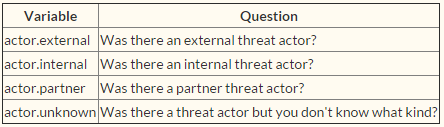 Variable Question
actor.external Was there an external threat actor?
actor.internal Was there an internal threat actor?
actor.partner Was there a partner threat actor?
actor.unknown Was there a threat actor but you don't know what kind?